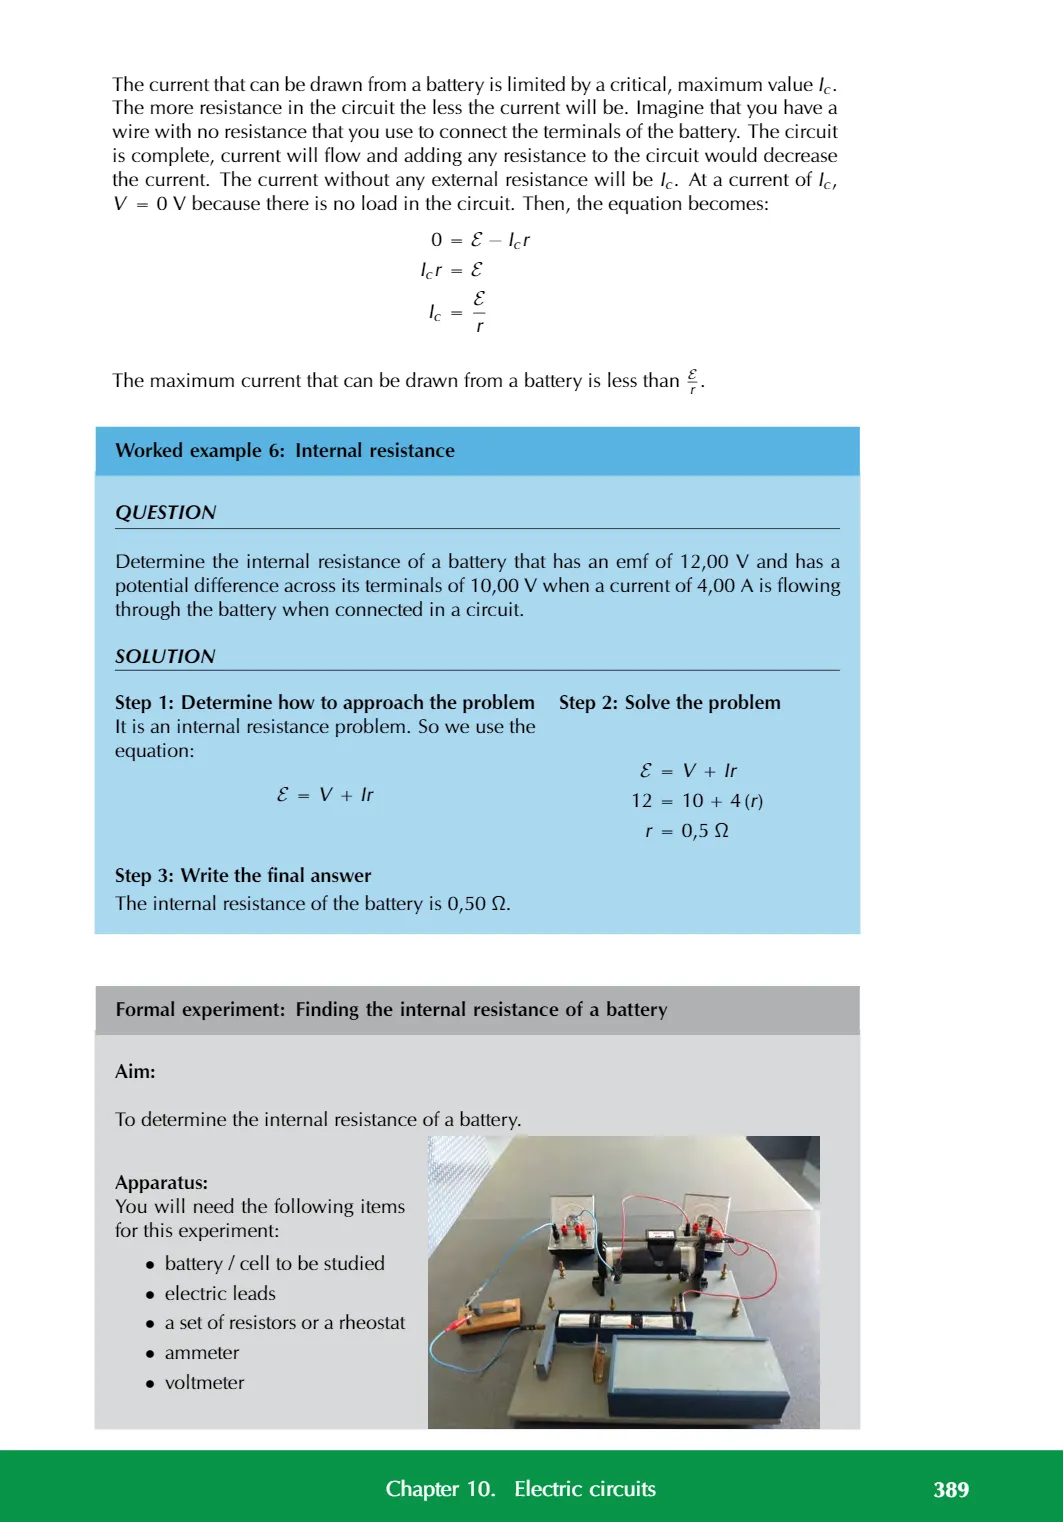 The current that can be drawn from a battery is limited by a critical, maximum value I_c.
The more resistance in the circuit the less the current will be. Imagine that you have a
wire with no resistance that you use to connect the terminals of the battery. The circuit
is complete, current will flow and adding any resistance to the circuit would decrease
the current. The current without any external resistance will be I_c. At a current of I_c,
V = 0 V because there is no load in the circuit. Then, the equation becomes:
0 = ℰ − I_c r
I_c r = ℰ
I_c = ℰ/r
The maximum current that can be drawn from a battery is less than ℰ/r.
Worked example 6: Internal resistance
QUESTION
Determine the internal resistance of a battery that has an emf of 12,00 V and has a
potential difference across its terminals of 10,00 V when a current of 4,00 A is flowing
through the battery when connected in a circuit.
SOLUTION
Step 1: Determine how to approach the problem
It is an internal resistance problem. So we use the
equation:
ℰ = V + Ir
Step 2: Solve the problem
ℰ = V + Ir
12 = 10 + 4 (r)
r = 0,5 Ω
Step 3: Write the final answer
The internal resistance of the battery is 0,50 Ω.
Formal experiment: Finding the internal resistance of a battery
Aim:
To determine the internal resistance of a battery.
Apparatus:
You will need the following items
for this experiment:
• battery / cell to be studied
• electric leads
• a set of resistors or a rheostat
• ammeter
• voltmeter
Chapter 10. Electric circuits 389